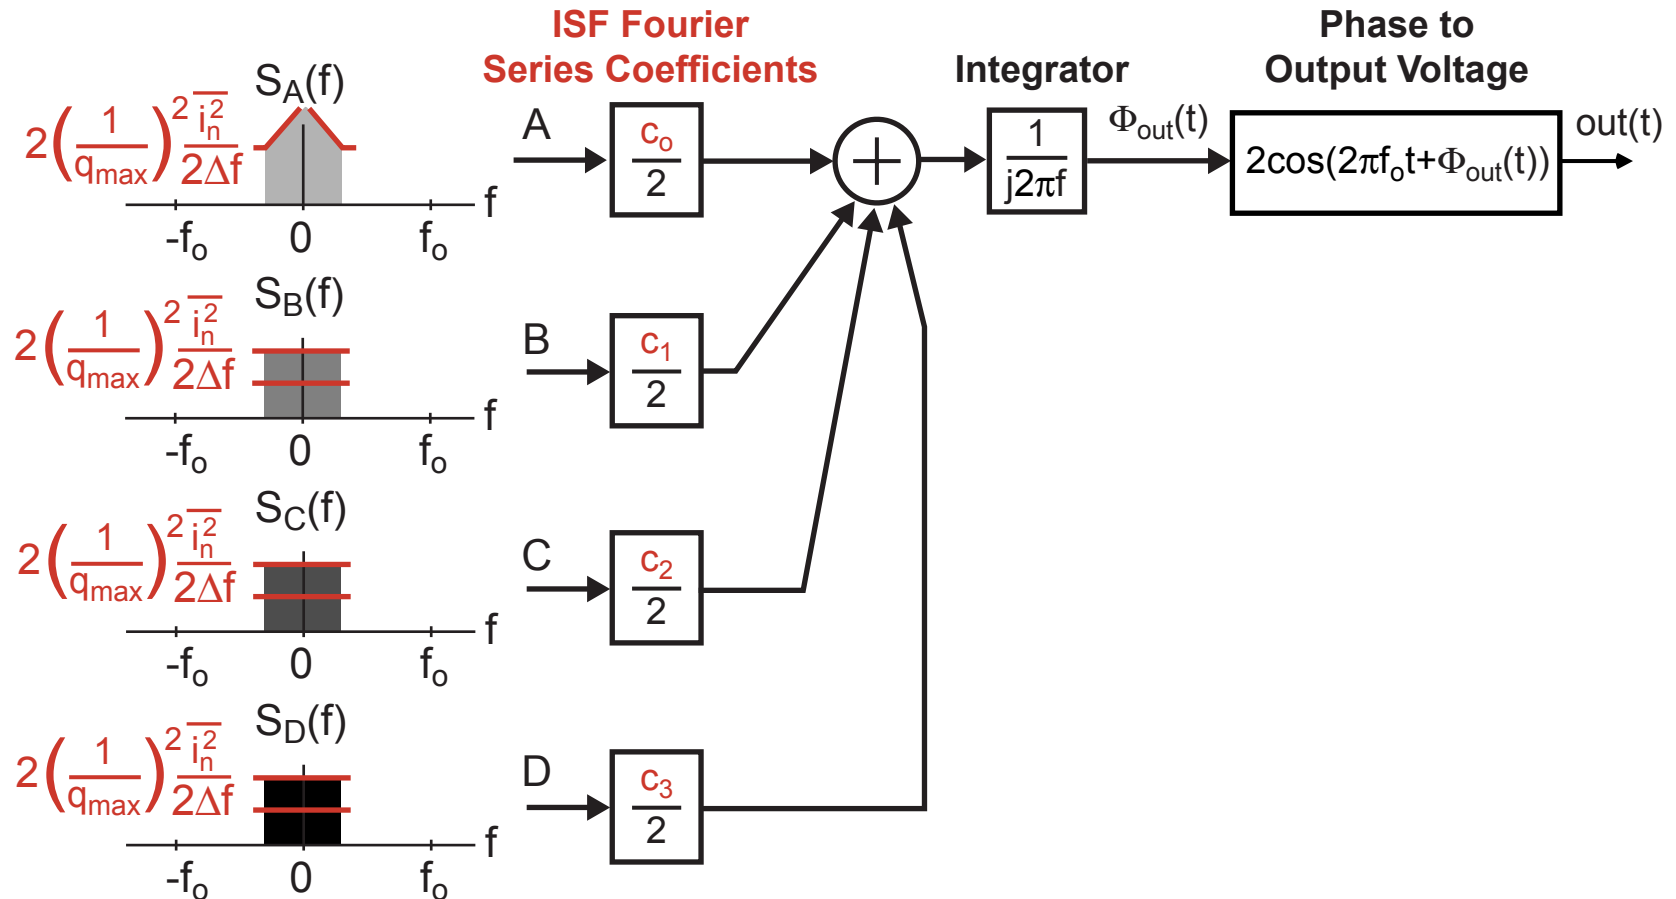 ISF Fourier
Series Coefficients
Integrator
Phase to
Output Voltage
S_A(f)
2(1/q_max)^2 i_n^2/2Δf
-f_o 0 f_o f
A
c_o/2
+
1/j2πf
Φ_out(t)
2cos(2πf_ot+Φ_out(t))
out(t)
S_B(f)
2(1/q_max)^2 i_n^2/2Δf
-f_o 0 f_o f
B
c_1/2
S_C(f)
2(1/q_max)^2 i_n^2/2Δf
-f_o 0 f_o f
C
c_2/2
S_D(f)
2(1/q_max)^2 i_n^2/2Δf
-f_o 0 f_o f
D
c_3/2